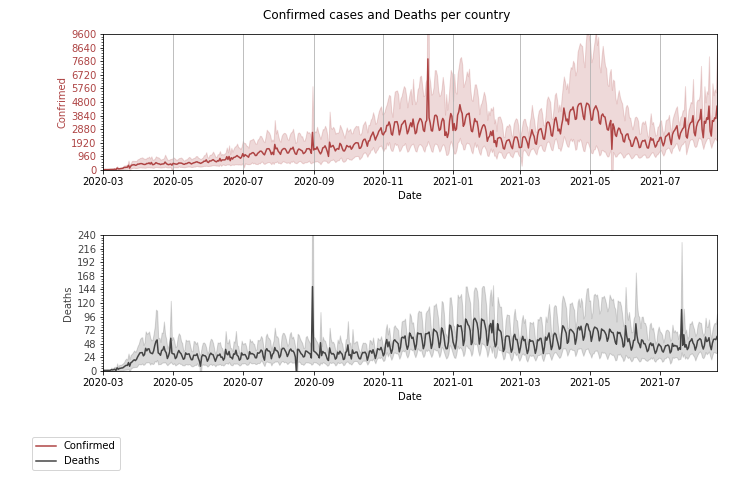 Confirmed cases and Deaths per country
9600
8640
7680
6720
5760
4800
3840
2880
1920
960
0
Confrimed
2020-03 2020-05 2020-07 2020-09 2020-11 2021-01 2021-03 2021-05 2021-07
Date
240
216
192
168
144
120
96
72
48
24
0
Deaths
2020-03 2020-05 2020-07 2020-09 2020-11 2021-01 2021-03 2021-05 2021-07
Date
Confirmed
Deaths